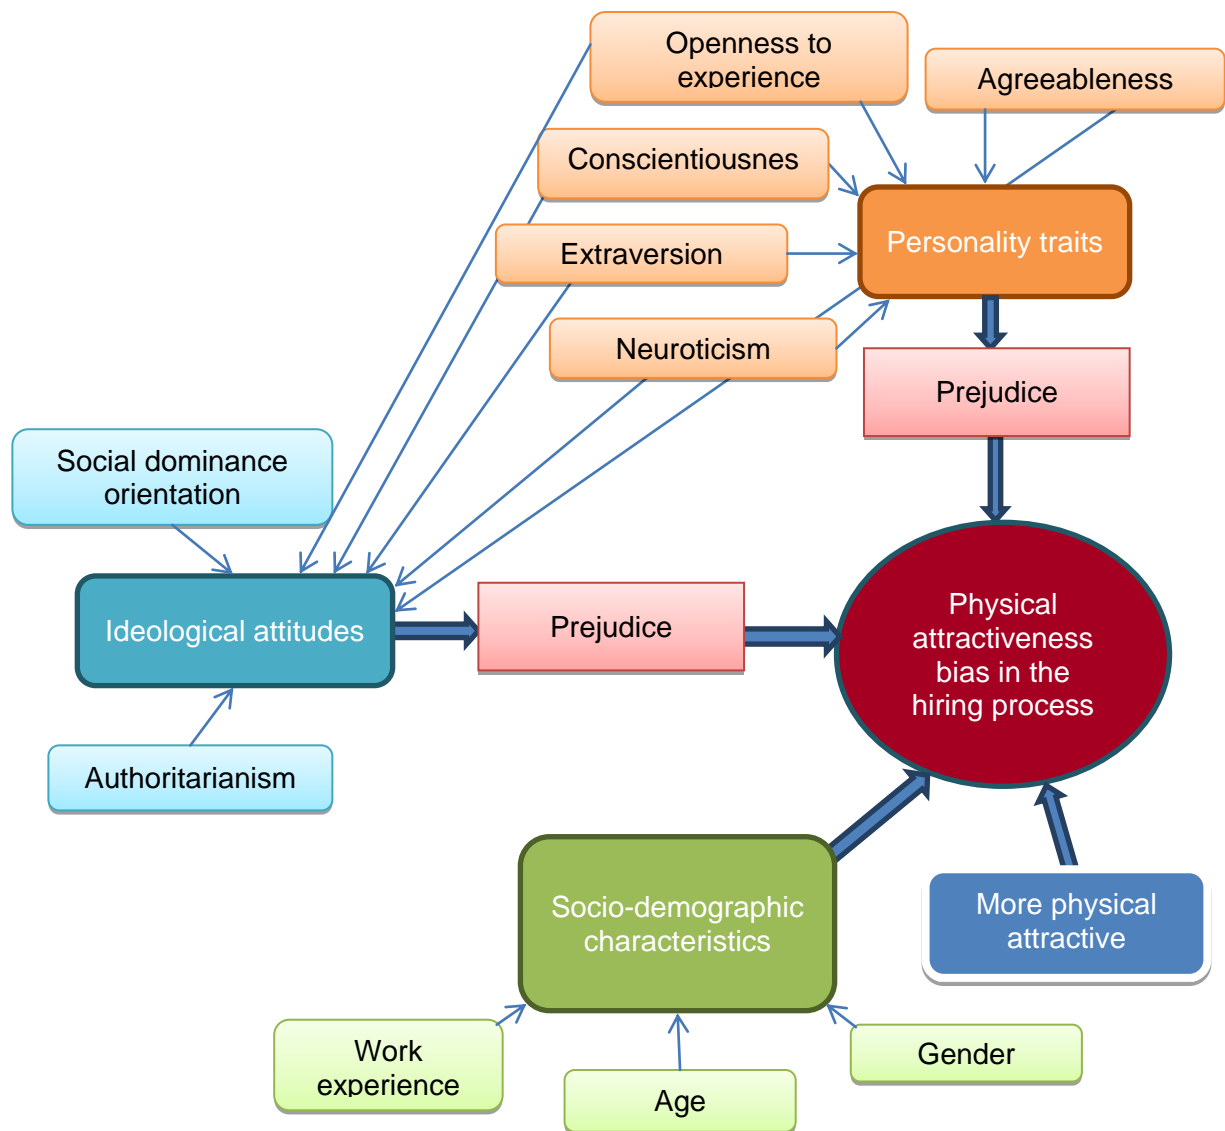 Openness to
experience
Agreeableness
Conscientiousnes
Personality traits
Extraversion
Neuroticism
Prejudice
Social dominance
orientation
Ideological attitudes
Prejudice
Physical
attractiveness
bias in the
hiring process
Authoritarianism
Socio-demographic
characteristics
More physical
attractive
Work
experience
Age
Gender